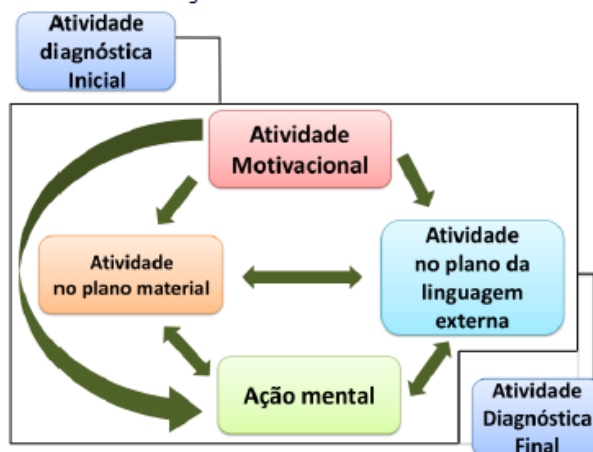 Atividade
diagnóstica
Inicial
Atividade
Motivacional
Atividade
no plano material
Atividade
no plano da
linguagem
externa
Ação mental
Atividade
Diagnóstica
Final